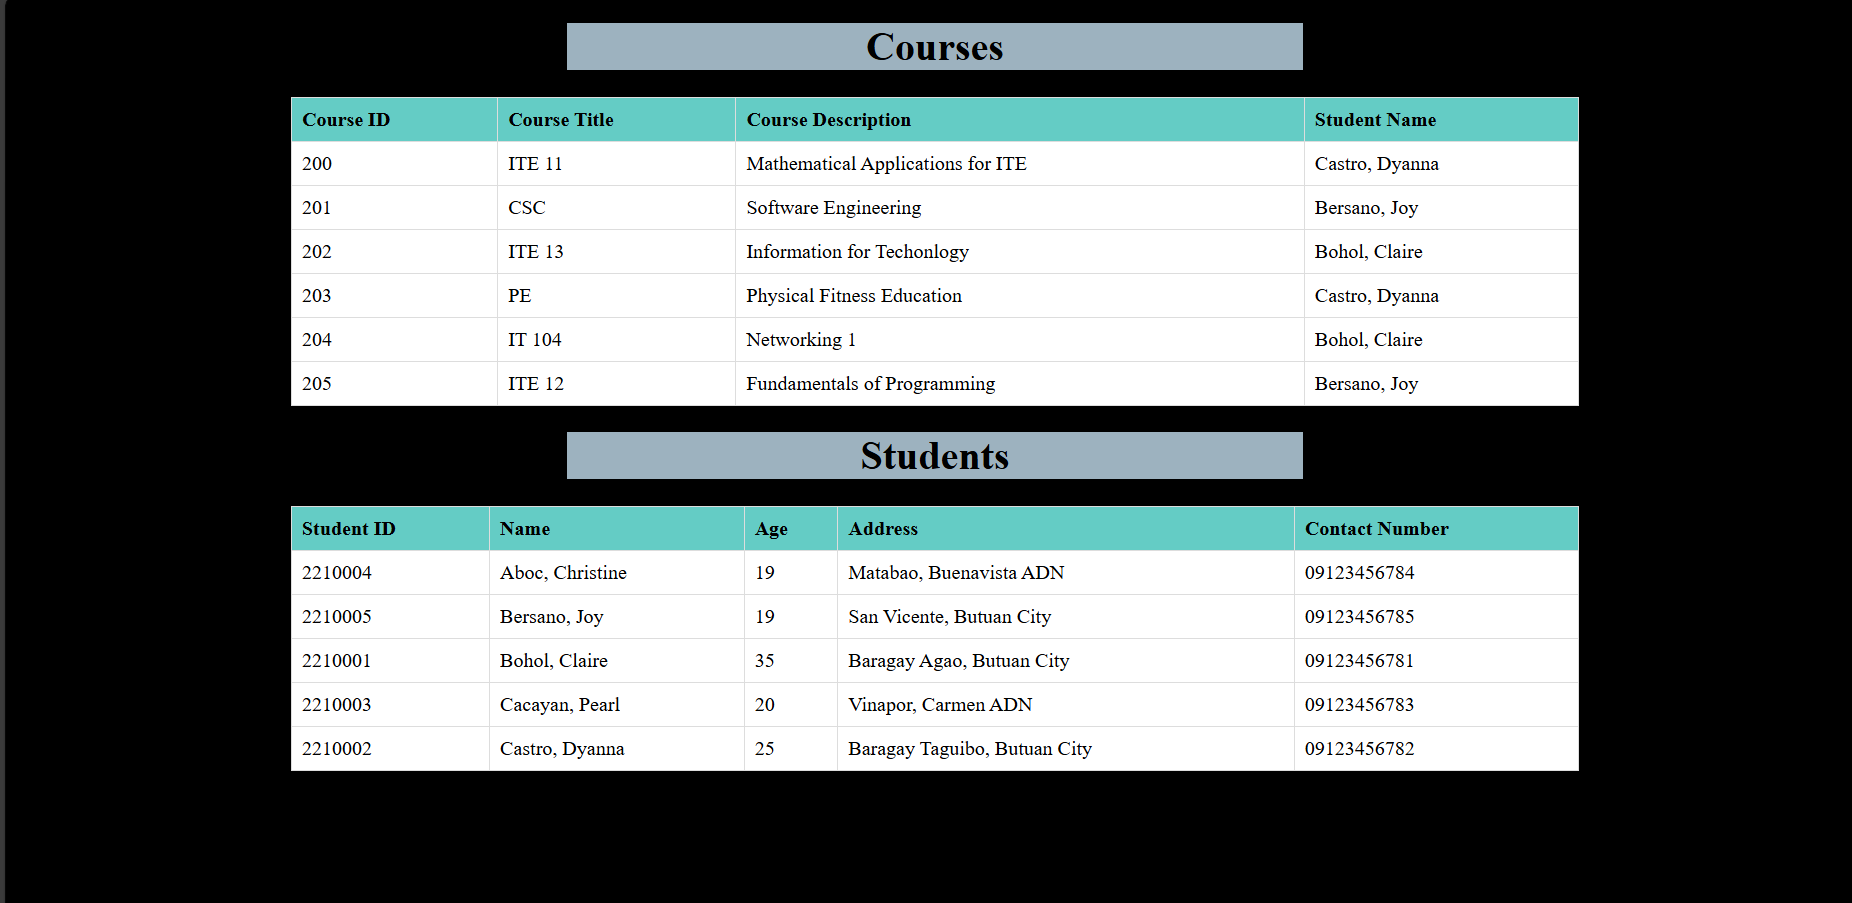 Courses
Course ID Course Title Course Description Student Name
200 ITE 11 Mathematical Applications for ITE Castro, Dyanna
201 CSC Software Engineering Bersano, Joy
202 ITE 13 Information for Techonlogy Bohol, Claire
203 PE Physical Fitness Education Castro, Dyanna
204 IT 104 Networking 1 Bohol, Claire
205 ITE 12 Fundamentals of Programming Bersano, Joy
Students
Student ID Name Age Address Contact Number
2210004 Aboc, Christine 19 Matabao, Buenavista ADN 09123456784
2210005 Bersano, Joy 19 San Vicente, Butuan City 09123456785
2210001 Bohol, Claire 35 Baragay Agao, Butuan City 09123456781
2210003 Cacayan, Pearl 20 Vinapor, Carmen ADN 09123456783
2210002 Castro, Dyanna 25 Baragay Taguibo, Butuan City 09123456782